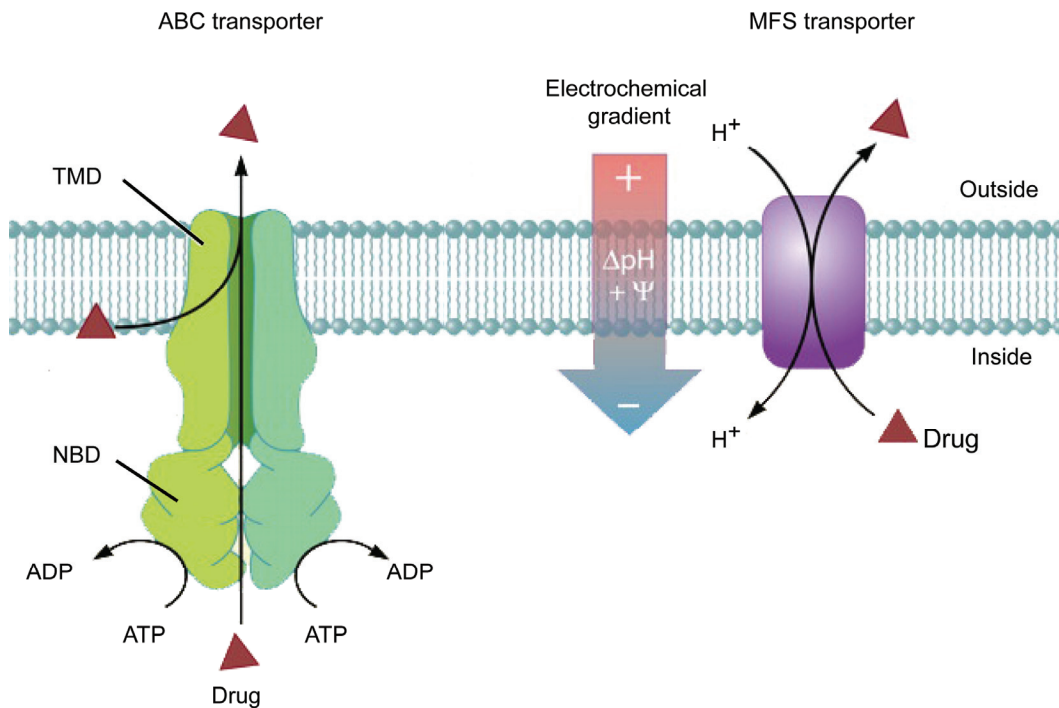 ABC transporter
MFS transporter
Electrochemical
gradient
H+
TMD
+
Outside
ΔpH
+ Ψ
Inside
−
H+
Drug
NBD
ADP
ADP
ATP
ATP
Drug